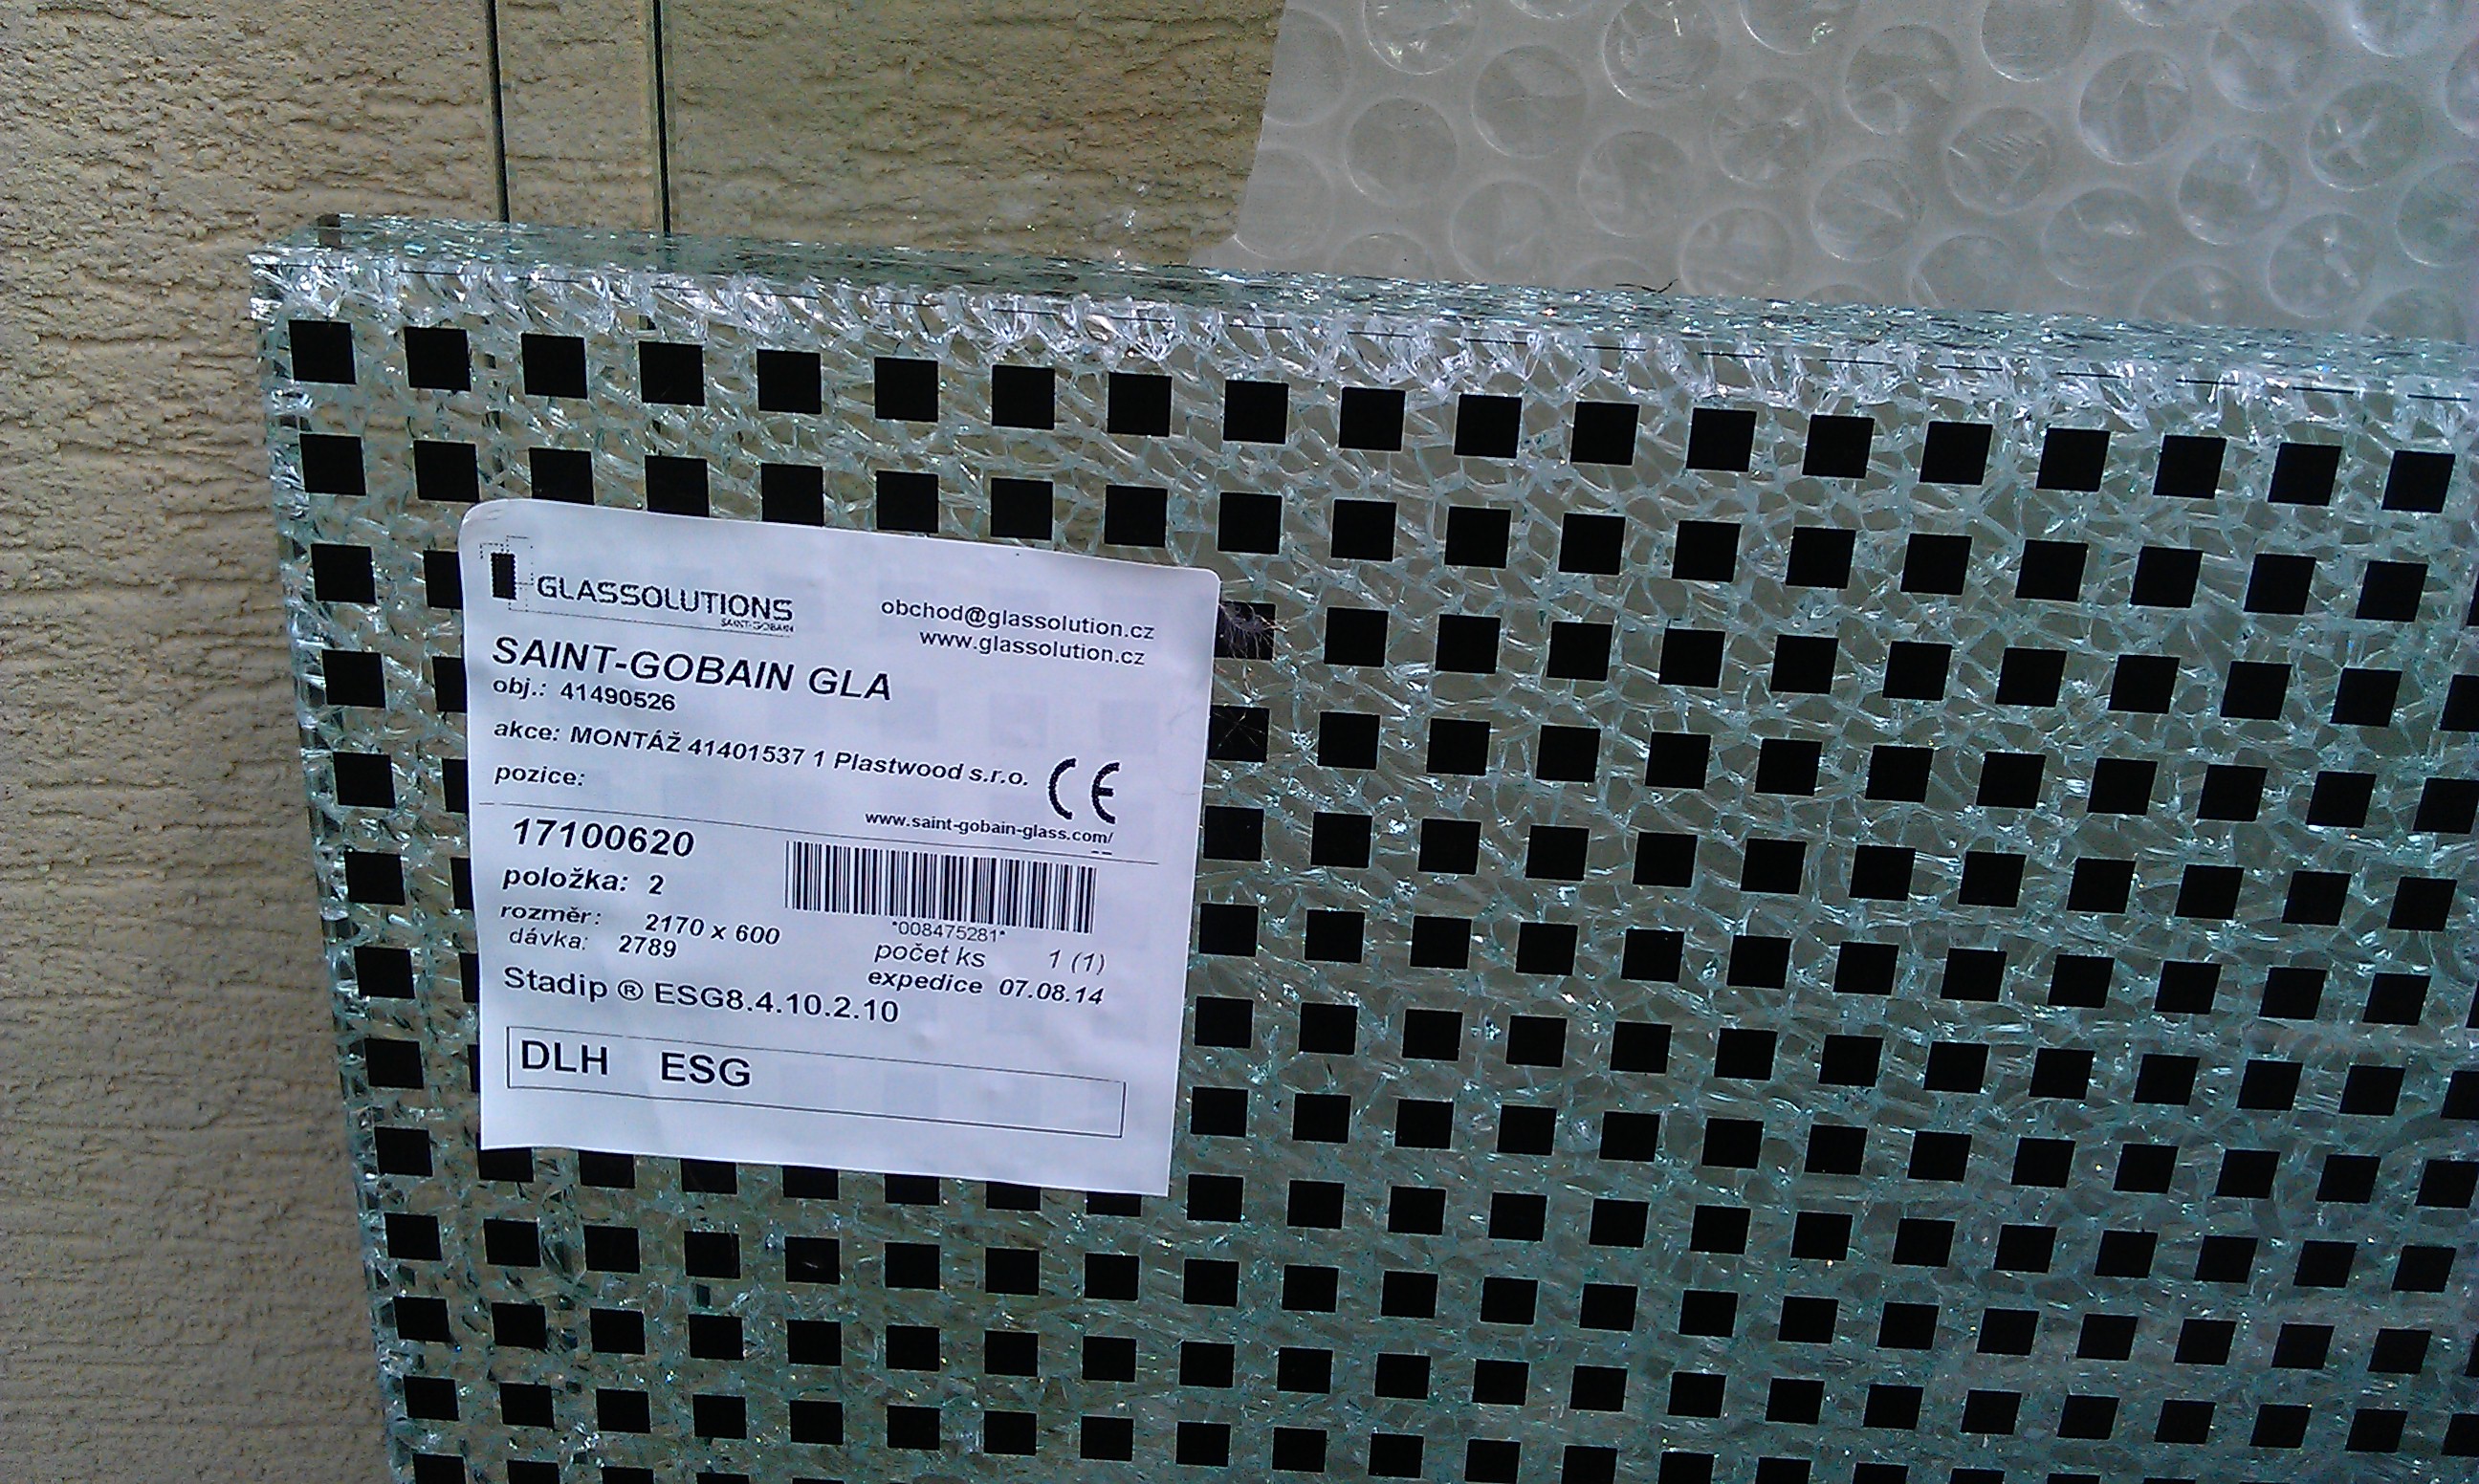 GLASSOLUTIONS
SAINT-GOBAIN
obchod@glassolution.cz
www.glassolution.cz
SAINT-GOBAIN GLA
obj.: 41490526
akce: MONTÁŽ 41401537 1 Plastwood s.r.o.
CE
pozice:
www.saint-gobain-glass.com/
17100620
položka: 2
*008475281*
rozměr: 2170 x 600
dávka: 2789
počet ks 1 (1)
expedice 07.08.14
Stadip ® ESG8.4.10.2.10
DLH ESG